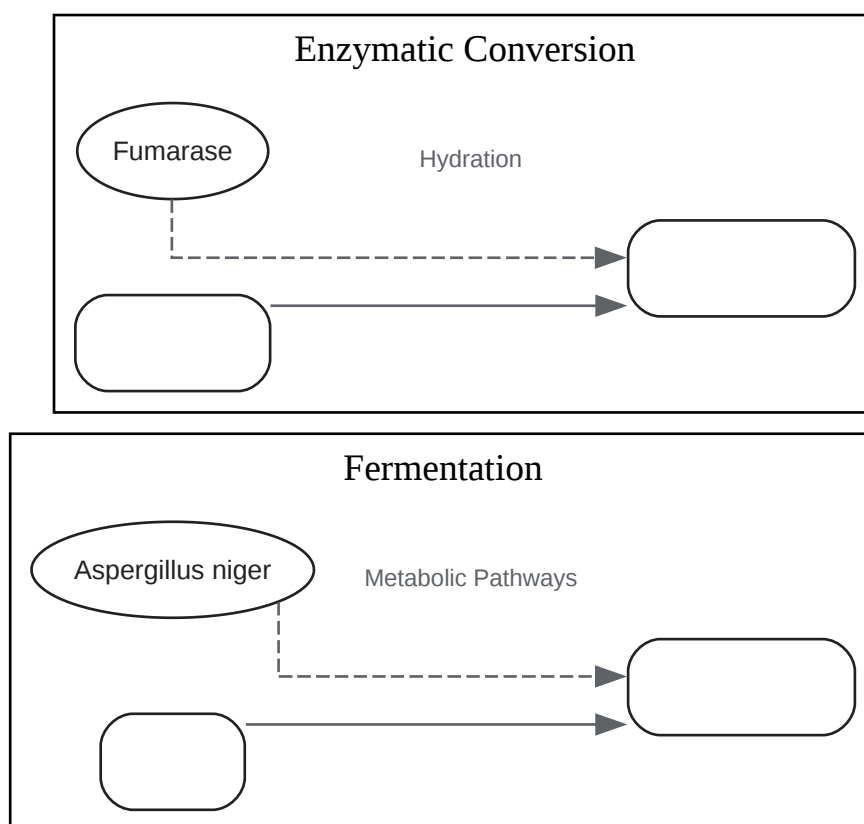 Enzymatic Conversion
Fumarase
Hydration
Fermentation
Aspergillus niger
Metabolic Pathways